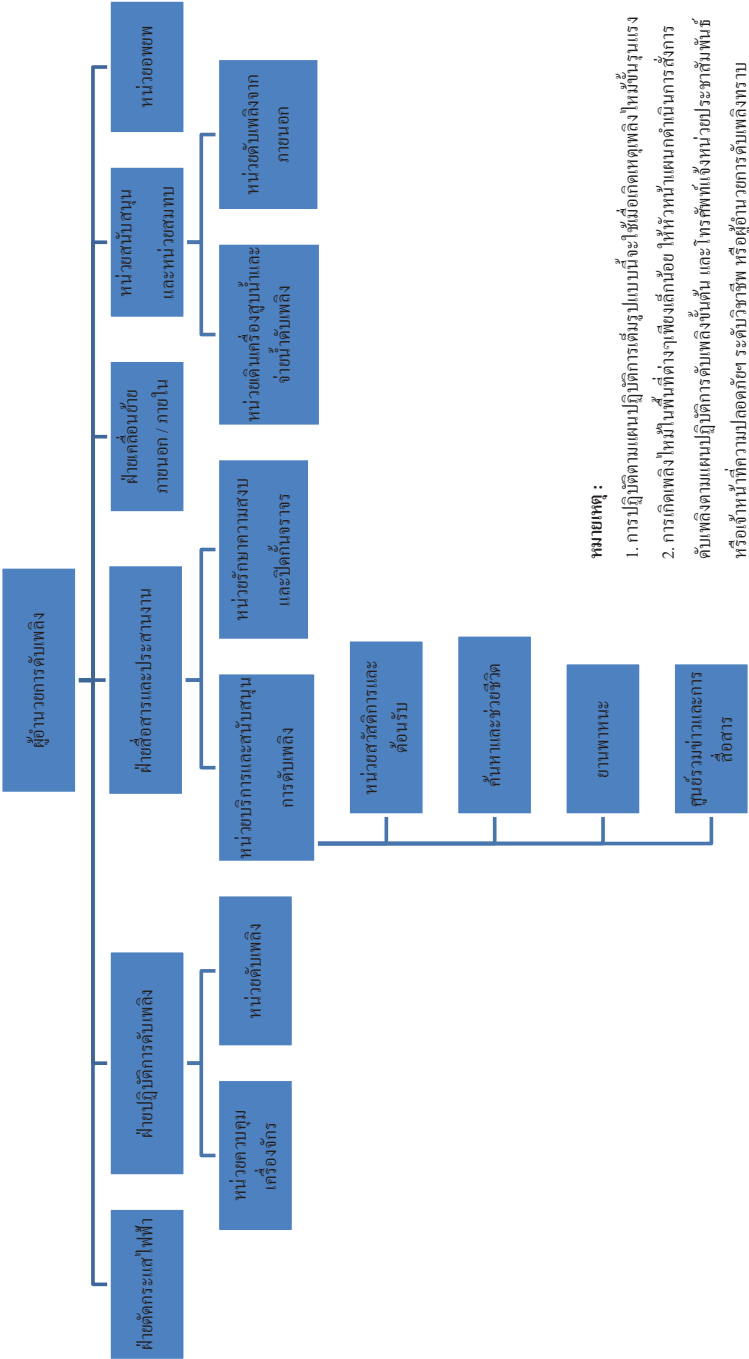 ผู้อำนวยการดับเพลิง
ฝ่ายตัดกระแสไฟฟ้า
ฝ่ายปฏิบัติการดับเพลิง
ฝ่ายสื่อสารและประสานงาน
ฝ่ายเคลื่อนย้าย
ภายนอก / ภายใน
หน่วยสนับสนุน
และหน่วยสมทบ
หน่วยอพยพ
หน่วยควบคุม
เครื่องจักร
หน่วยดับเพลิง
หน่วยบริการและสนับสนุน
การดับเพลิง
หน่วยรักษาความสงบ
และปิดกั้นจราจร
หน่วยเดินเครื่องสูบน้ำและ
จ่ายน้ำดับเพลิง
หน่วยดับเพลิงจาก
ภายนอก
หน่วยสวัสดิการและ
ต้อนรับ
ค้นหาและช่วยชีวิต
ยานพาหนะ
ศูนย์รวมข่าวและการ
สื่อสาร
หมายเหตุ :
1. การปฏิบัติตามแผนปฏิบัติการเต็มรูปแบบนี้จะใช้เมื่อเกิดเหตุเพลิงไหม้ขั้นรุนแรง
2. การเกิดเพลิงไหม้ในพื้นที่ต่างๆเพียงเล็กน้อย ให้หัวหน้าแผนกดำเนินการสั่งการ
ดับเพลิงตามแผนปฏิบัติการดับเพลิงขั้นต้น และโทรศัพท์แจ้งหน่วยประชาสัมพันธ์
หรือเจ้าหน้าที่ความปลอดภัยฯ ระดับวิชาชีพ หรือผู้อำนวยการดับเพลิงทราบ